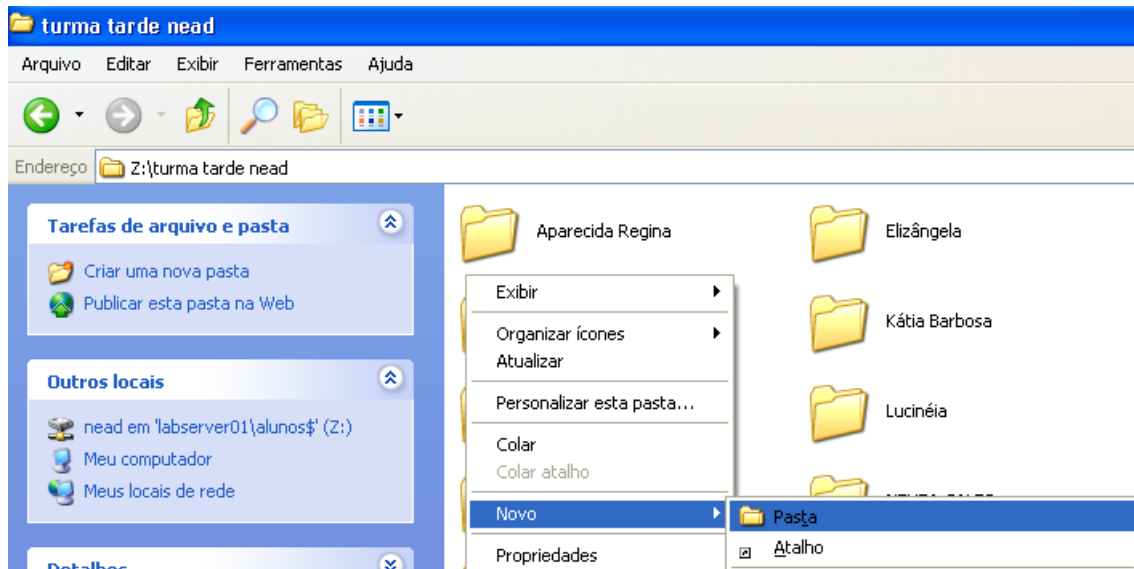 turma tarde nead
Arquivo Editar Exibir Ferramentas Ajuda
Endereço Z:\turma tarde nead
Tarefas de arquivo e pasta
Criar uma nova pasta
Publicar esta pasta na Web
Outros locais
nead em 'labserver01\alunos$' (Z:)
Meu computador
Meus locais de rede
Detalhes
Aparecida Regina
Elizângela
Kátia Barbosa
Lucinéia
Exibir
Organizar ícones
Atualizar
Personalizar esta pasta...
Colar
Colar atalho
Novo
Propriedades
Pasta
Atalho